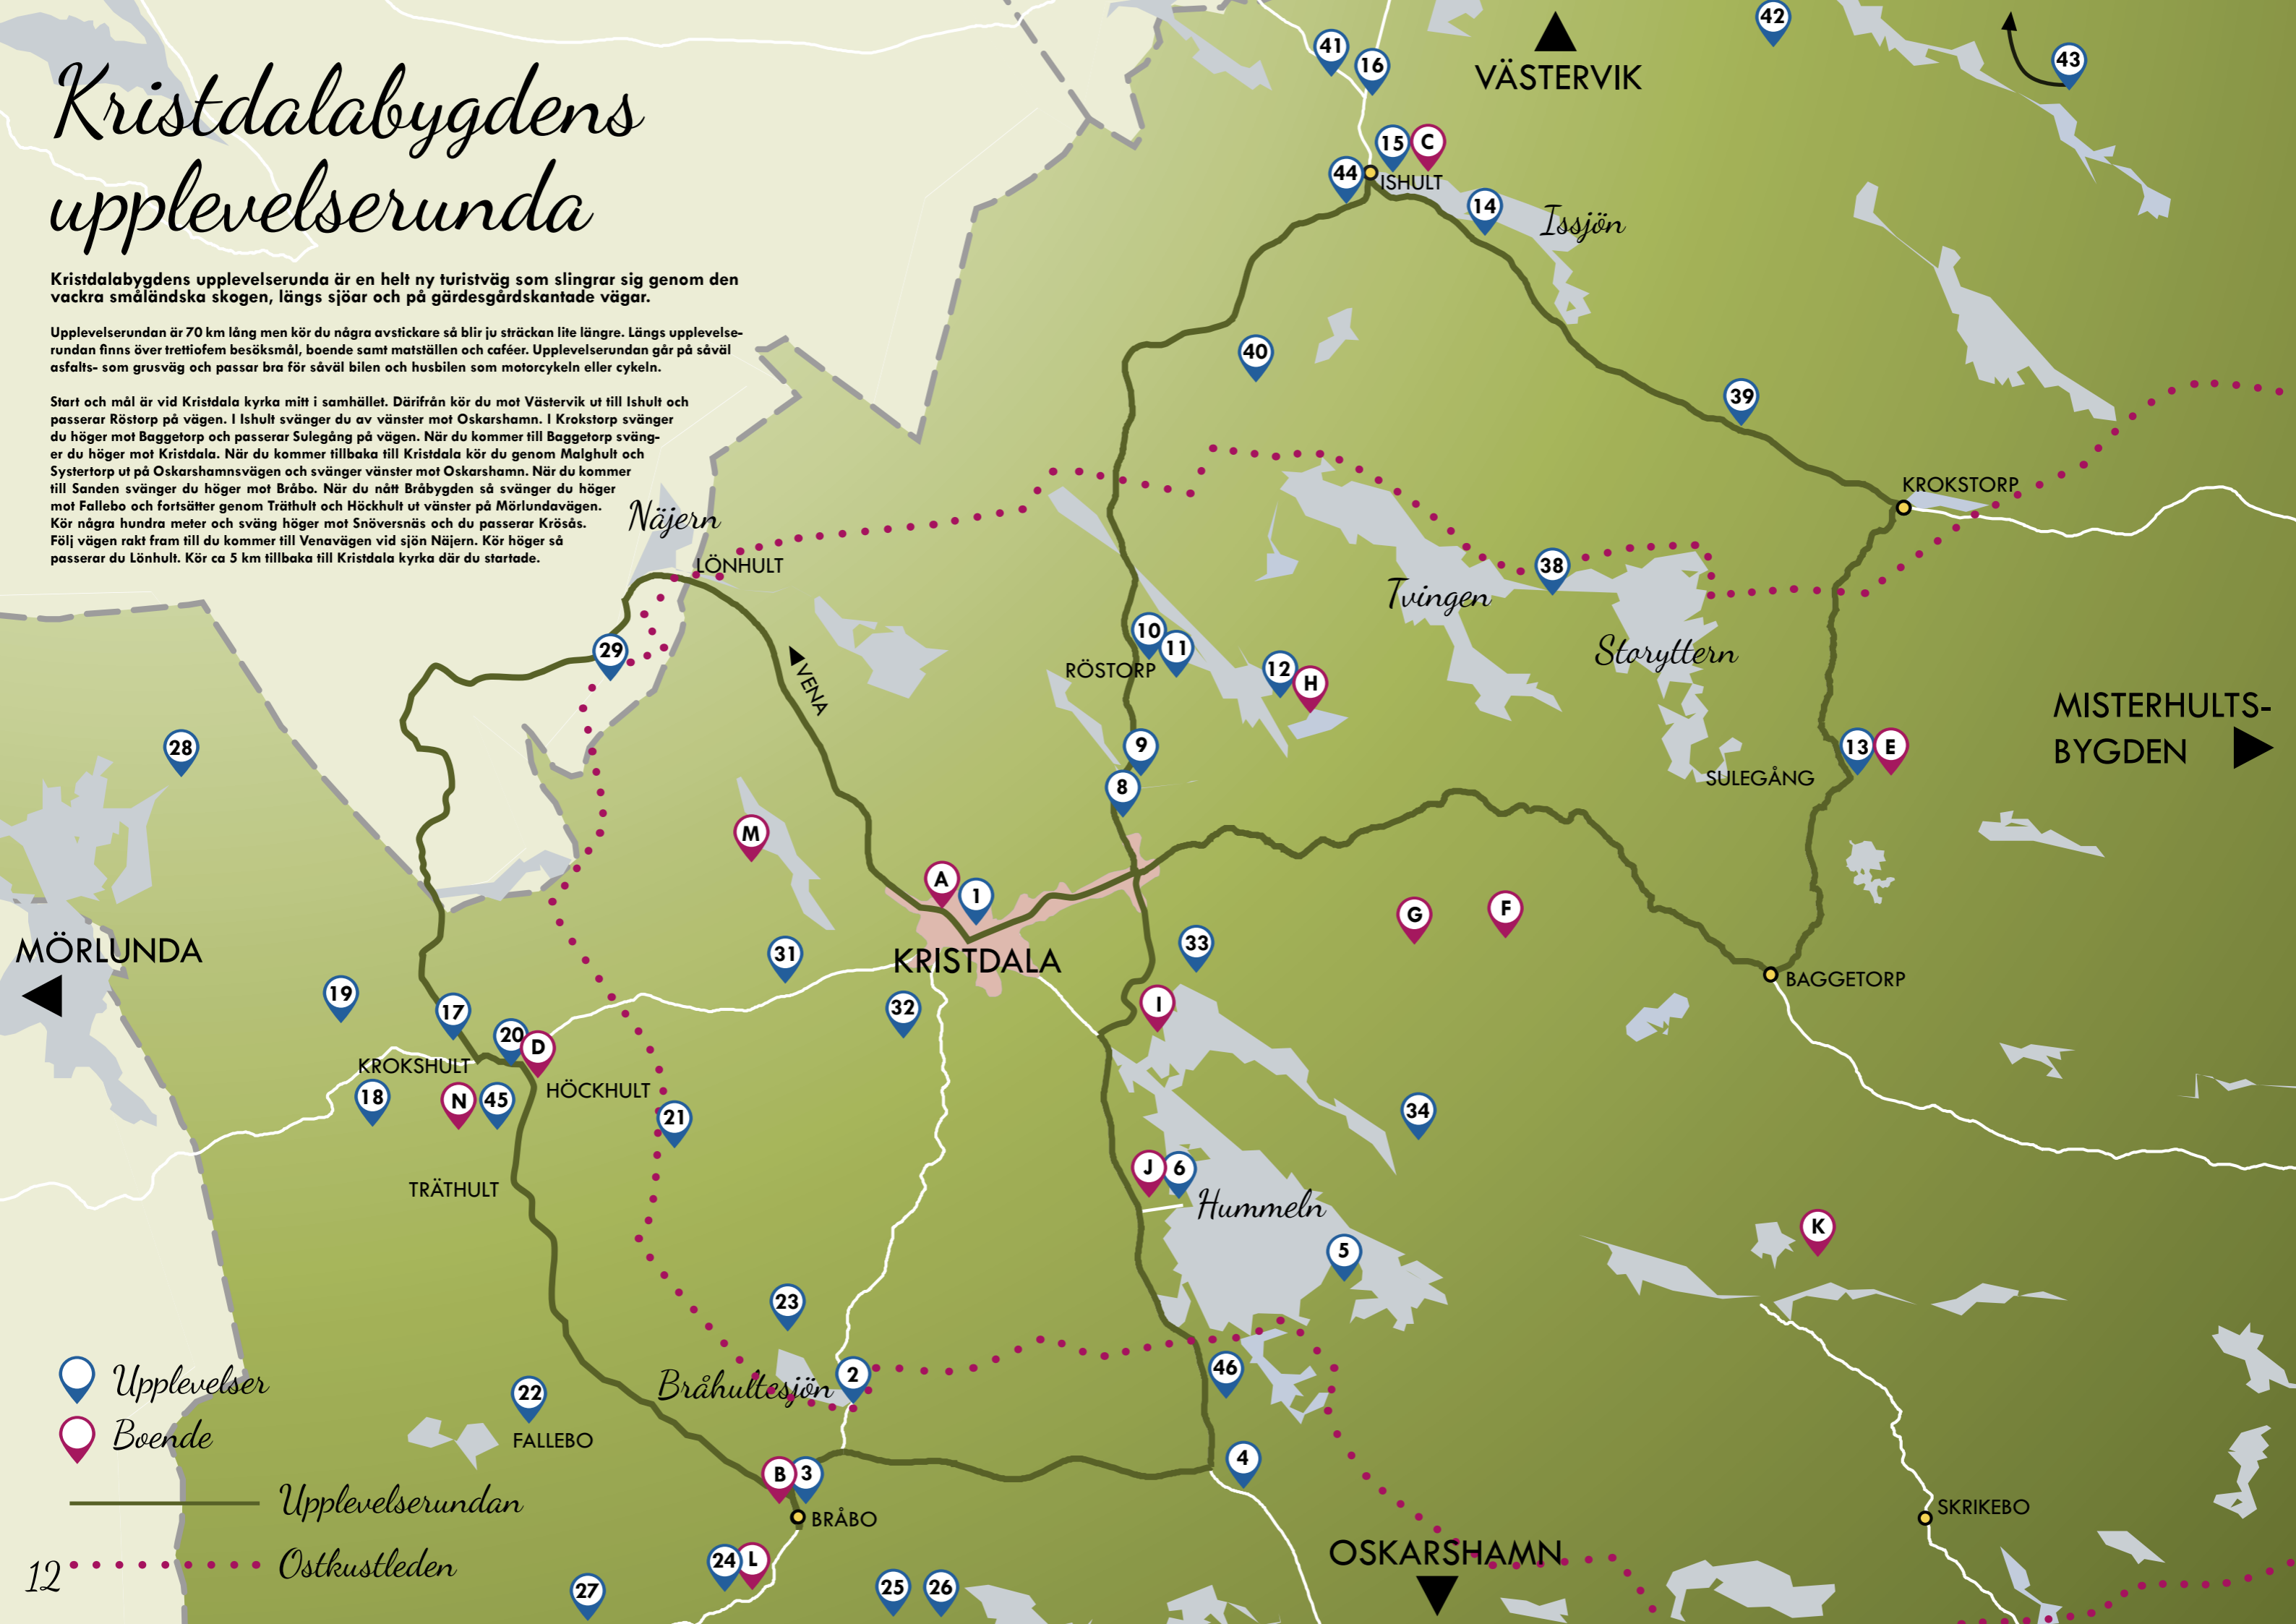 Kristdalabygdens
upplevelserunda
Kristdalabygdens upplevelserunda är en helt ny turistväg som slingrar sig genom den
vackra småländska skogen, längs sjöar och på gärdesgårdskantade vägar.
Upplevelserundan är 70 km lång men kör du några avstickare så blir ju sträckan lite längre. Längs upplevelse-
rundan finns över trettiofem besöksmål, boende samt matställen och caféer. Upplevelserundan går på såväl
asfalts- som grusväg och passar bra för såväl bilen och husbilen som motorcykeln eller cykeln.
Start och mål är vid Kristdala kyrka mitt i samhället. Därifrån kör du mot Västervik ut till Ishult och
passerar Röstorp på vägen. I Ishult svänger du av vänster mot Oskarshamn. I Krokstorp svänger
du höger mot Baggetorp och passerar Sulegång på vägen. När du kommer till Baggetorp sväng-
er du höger mot Kristdala. När du kommer tillbaka till Kristdala kör du genom Malghult och
Systertorp ut på Oskarshamnsvägen och svänger vänster mot Oskarshamn. När du kommer
till Sanden svänger du höger mot Bråbo. När du nått Bråbygden så svänger du höger
mot Fallebo och fortsätter genom Träthult och Höckhult ut vänster på Mörlundavägen.
Kör några hundra meter och sväng höger mot Snöversnäs och du passerar Krösås.
Följ vägen rakt fram till du kommer till Venavägen vid sjön Näjern. Kör höger så
passerar du Lönhult. Kör ca 5 km tillbaka till Kristdala kyrka där du startade.
42
41
16
43
VÄSTERVIK
15
C
44
ISHULT
14
Issjön
40
39
KROKSTORP
Näjern
LÖNHULT
38
Tvingen
10
11
29
RÖSTORP
12
H
Storyttern
VENA
MISTERHULTS-
BYGDEN
28
9
13
E
8
SULEGÅNG
M
A
1
G
F
33
MÖRLUNDA
31
KRISTDALA
BAGGETORP
19
17
32
I
20
D
KROKSHULT
HÖCKHULT
18
N
45
21
34
J
6
TRÄTHULT
Hummeln
K
5
23
Upplevelser
2
Bråhultesjön
46
22
Boende
FALLEBO
4
B
3
Upplevelserundan
BRÅBO
SKRIKEBO
OSKARSHAMN
24
L
Ostkustleden
12
27
25
26